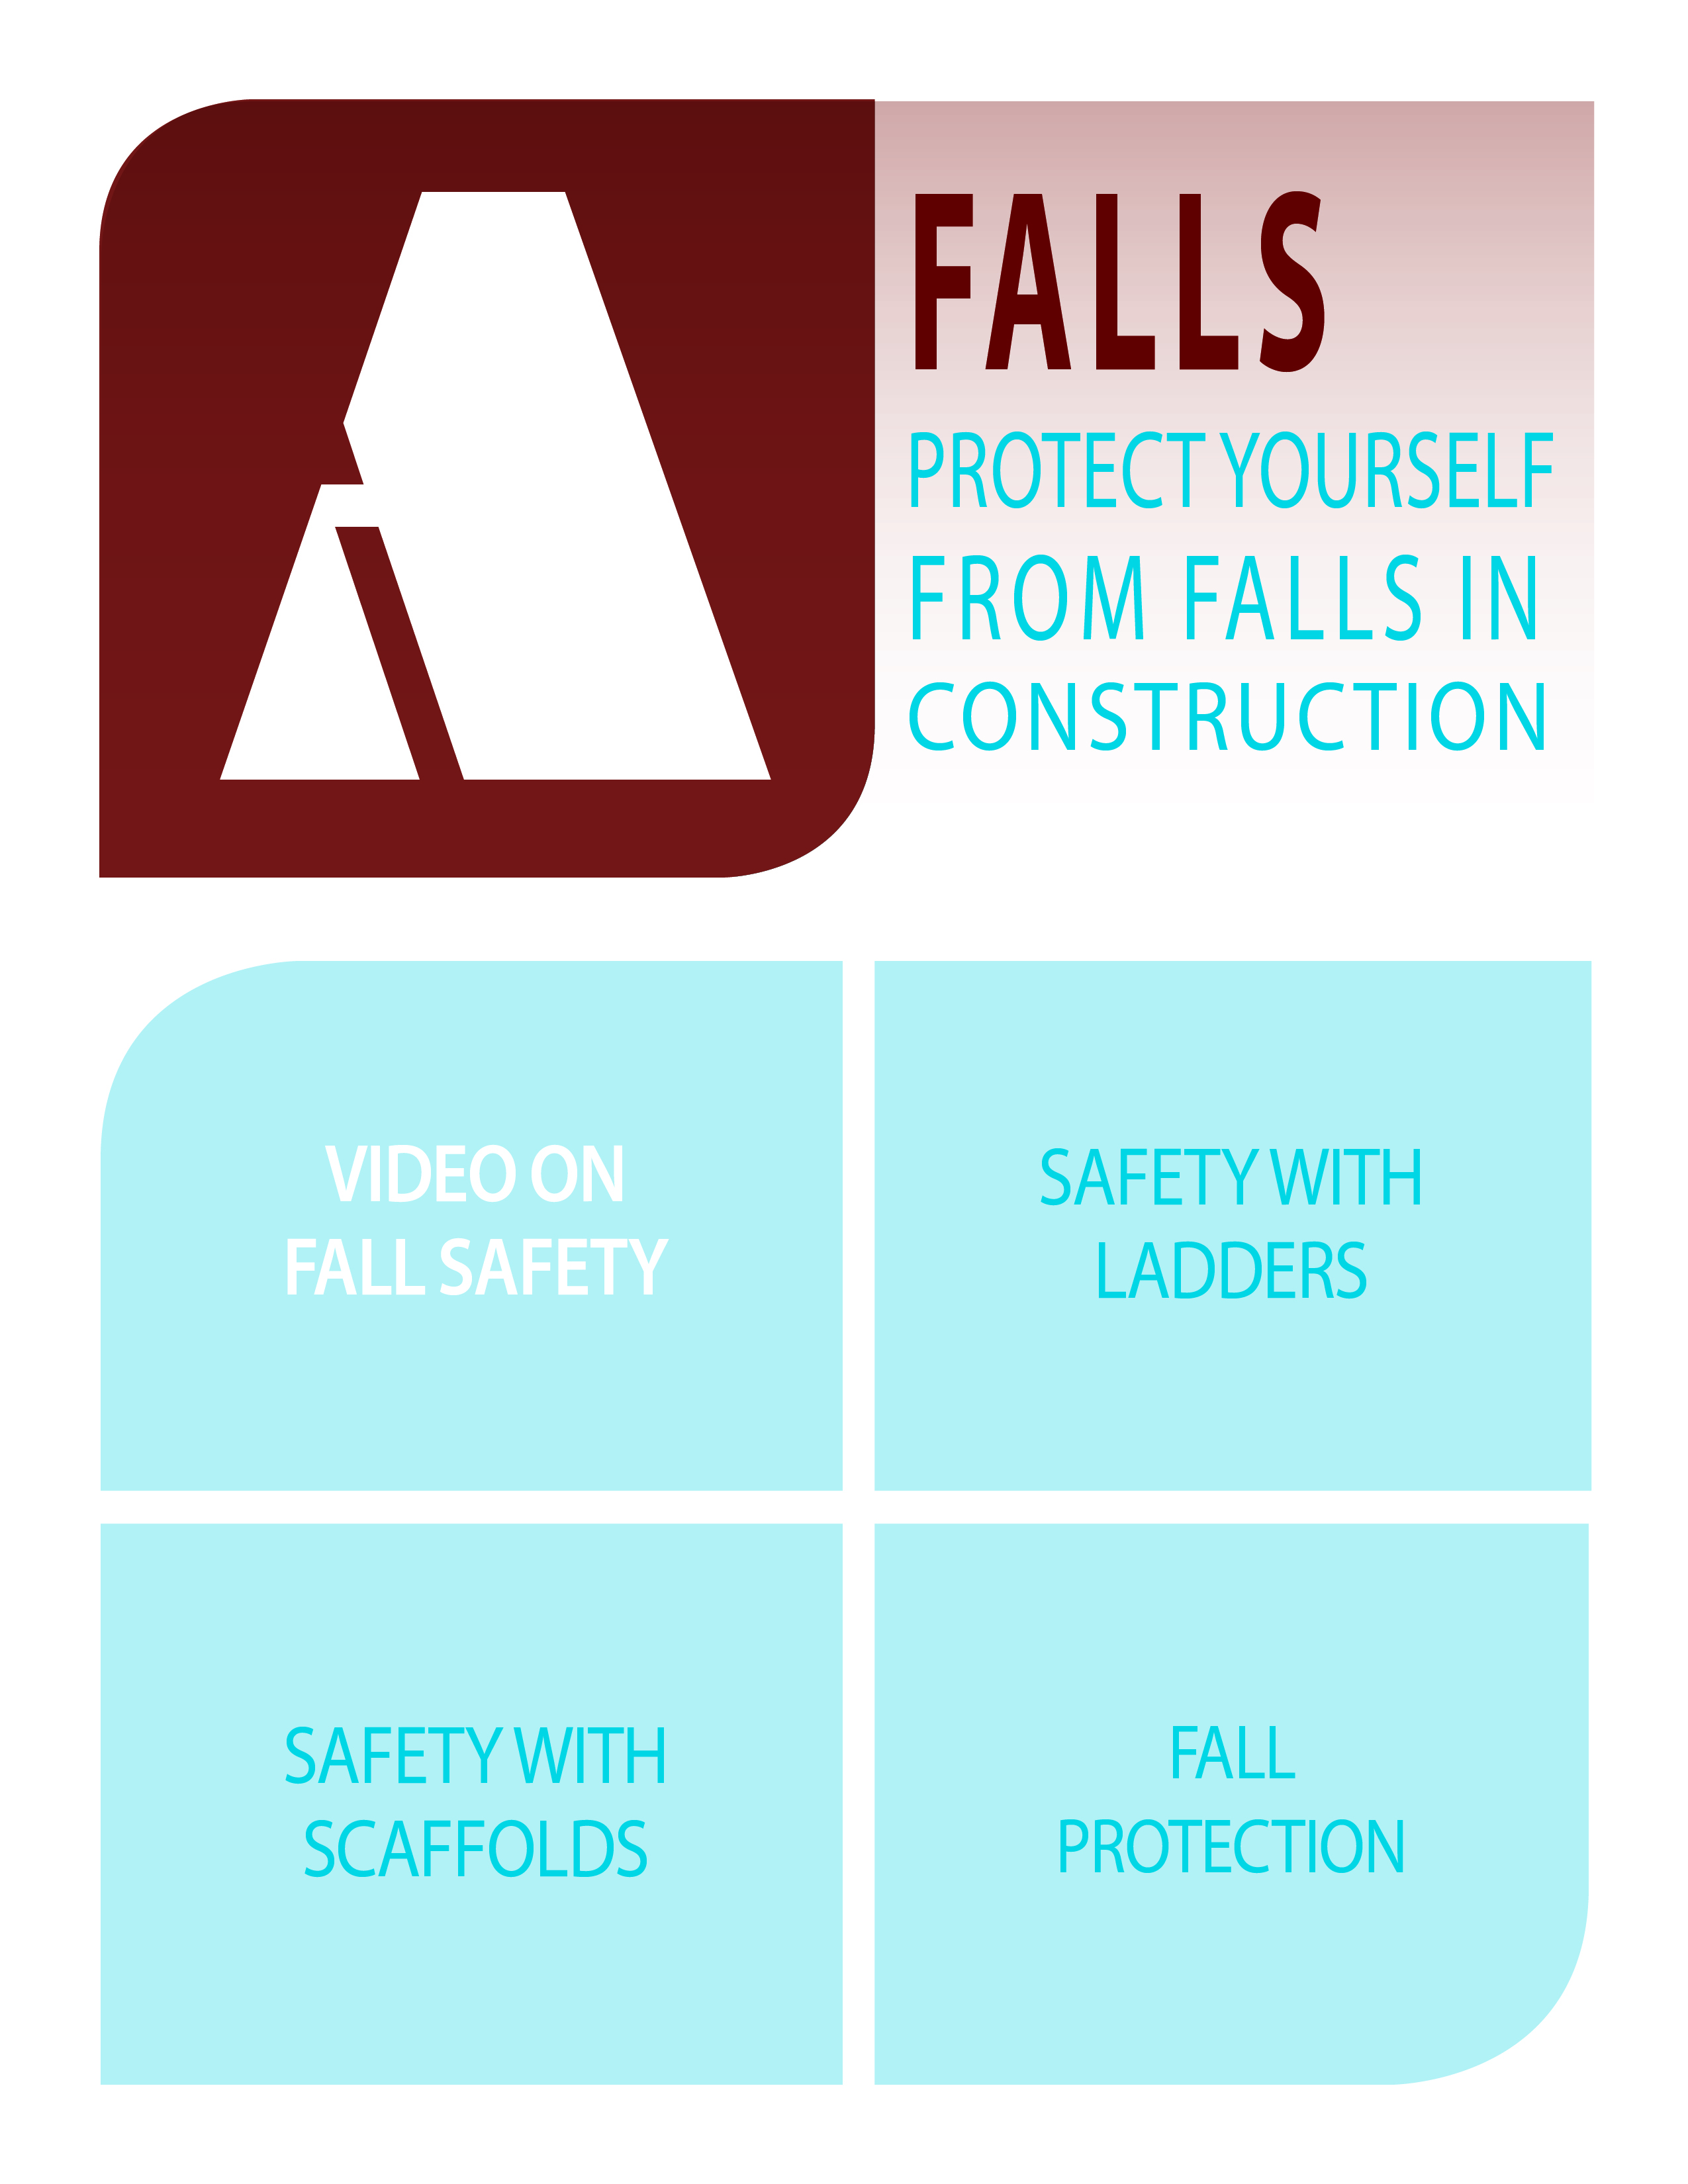 FALLS
PROTECT YOURSELF
FROM FALLS IN
CONSTRUCTION
VIDEO ON
FALL SAFETY
SAFETY WITH
LADDERS
SAFETY WITH
SCAFFOLDS
FALL
PROTECTION